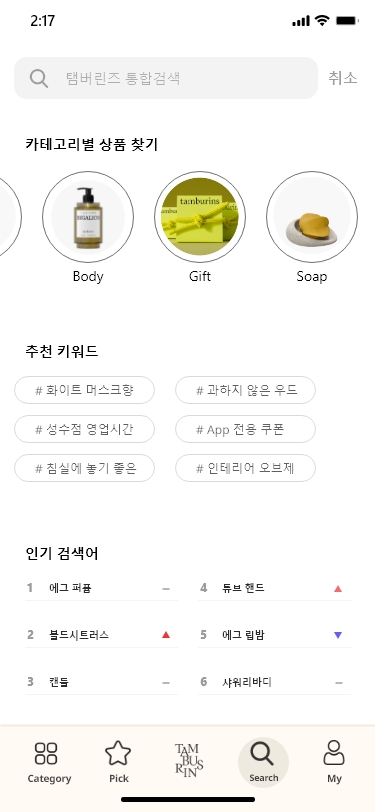 2:17
탬버린즈 통합검색
취소
카테고리별 상품 찾기
tamburins
Body
Gift
Soap
추천 키워드
# 화이트 머스크향
# 과하지 않은 우드
# 성수점 영업시간
# App 전용 쿠폰
# 침실에 놓기 좋은
# 인테리어 오브제
인기 검색어
1 에그 퍼퓸 –
4 튜브 핸드 ▲
2 블드시트러스 ▲
5 에그 립밤 ▼
3 캔들 –
6 샤워리바디 –
TAM
BUS
RIN
Category
Pick
Search
My